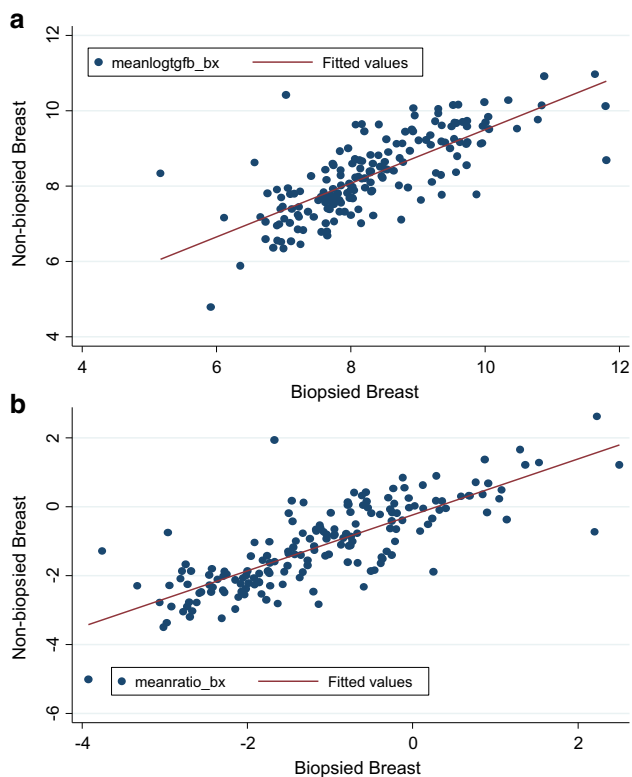 a
12
10
8
6
4
Non-biopsied Breast
meanlogtgfb_bx Fitted values
4 6 8 10 12
Biopsied Breast
b
2
0
-2
-4
-6
Non-biopsied Breast
meanratio_bx Fitted values
-4 -2 0 2
Biopsied Breast